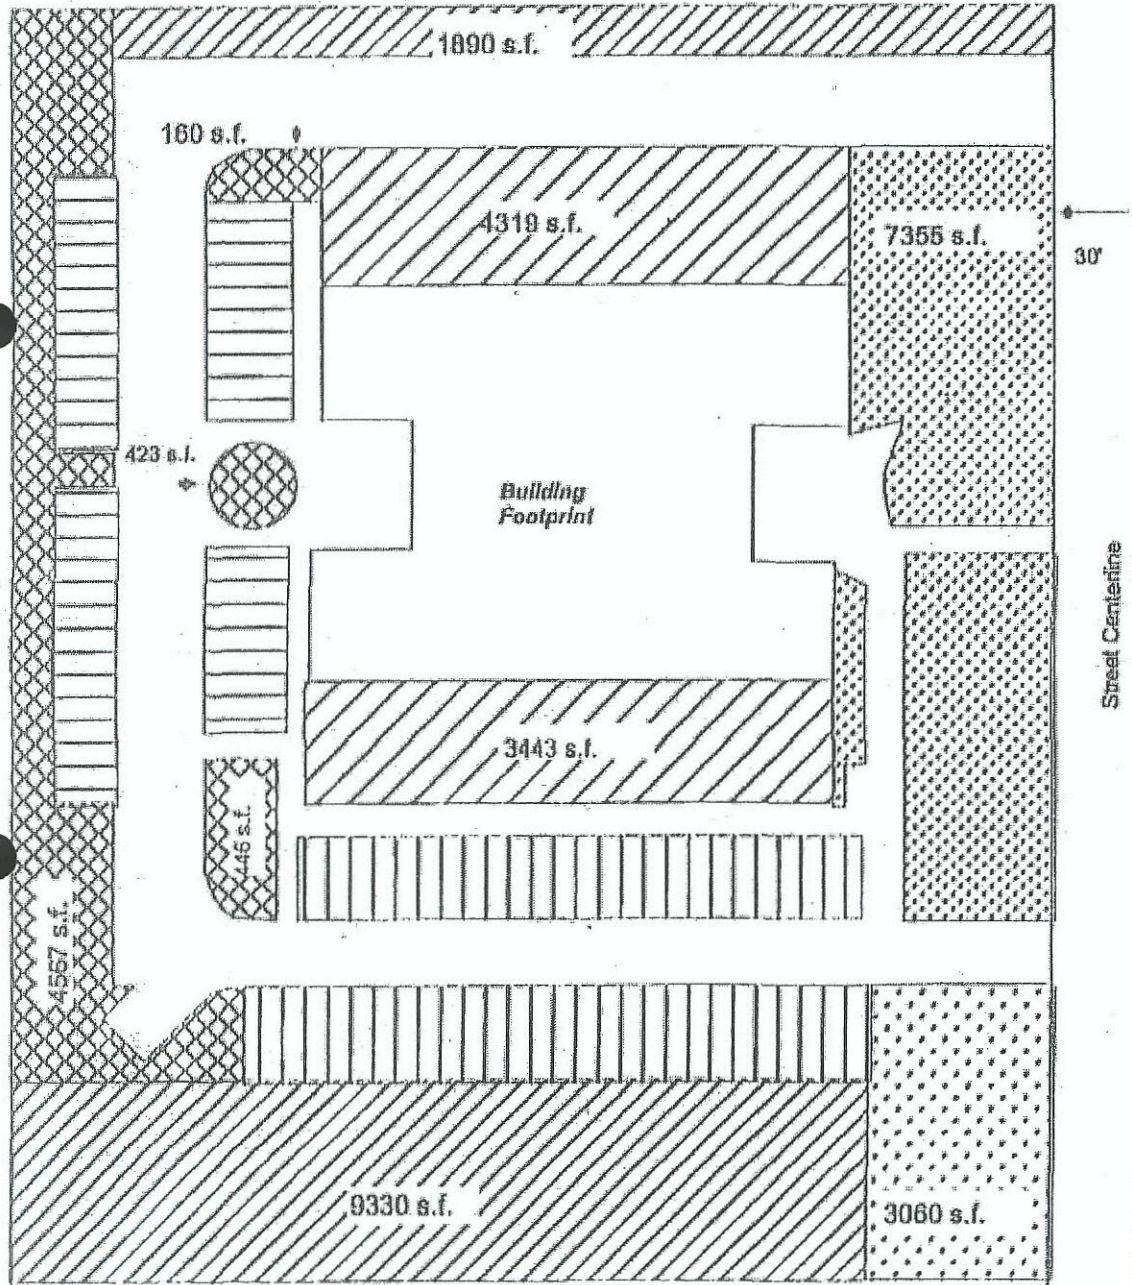 1890 s.f.
160 s.f.
4319 s.f.
7355 s.f.
30'
423 s.f.
Building
Footprint
Street Centerline
3443 s.f.
446 s.f.
4557 s.f.
9330 s.f.
3060 s.f.